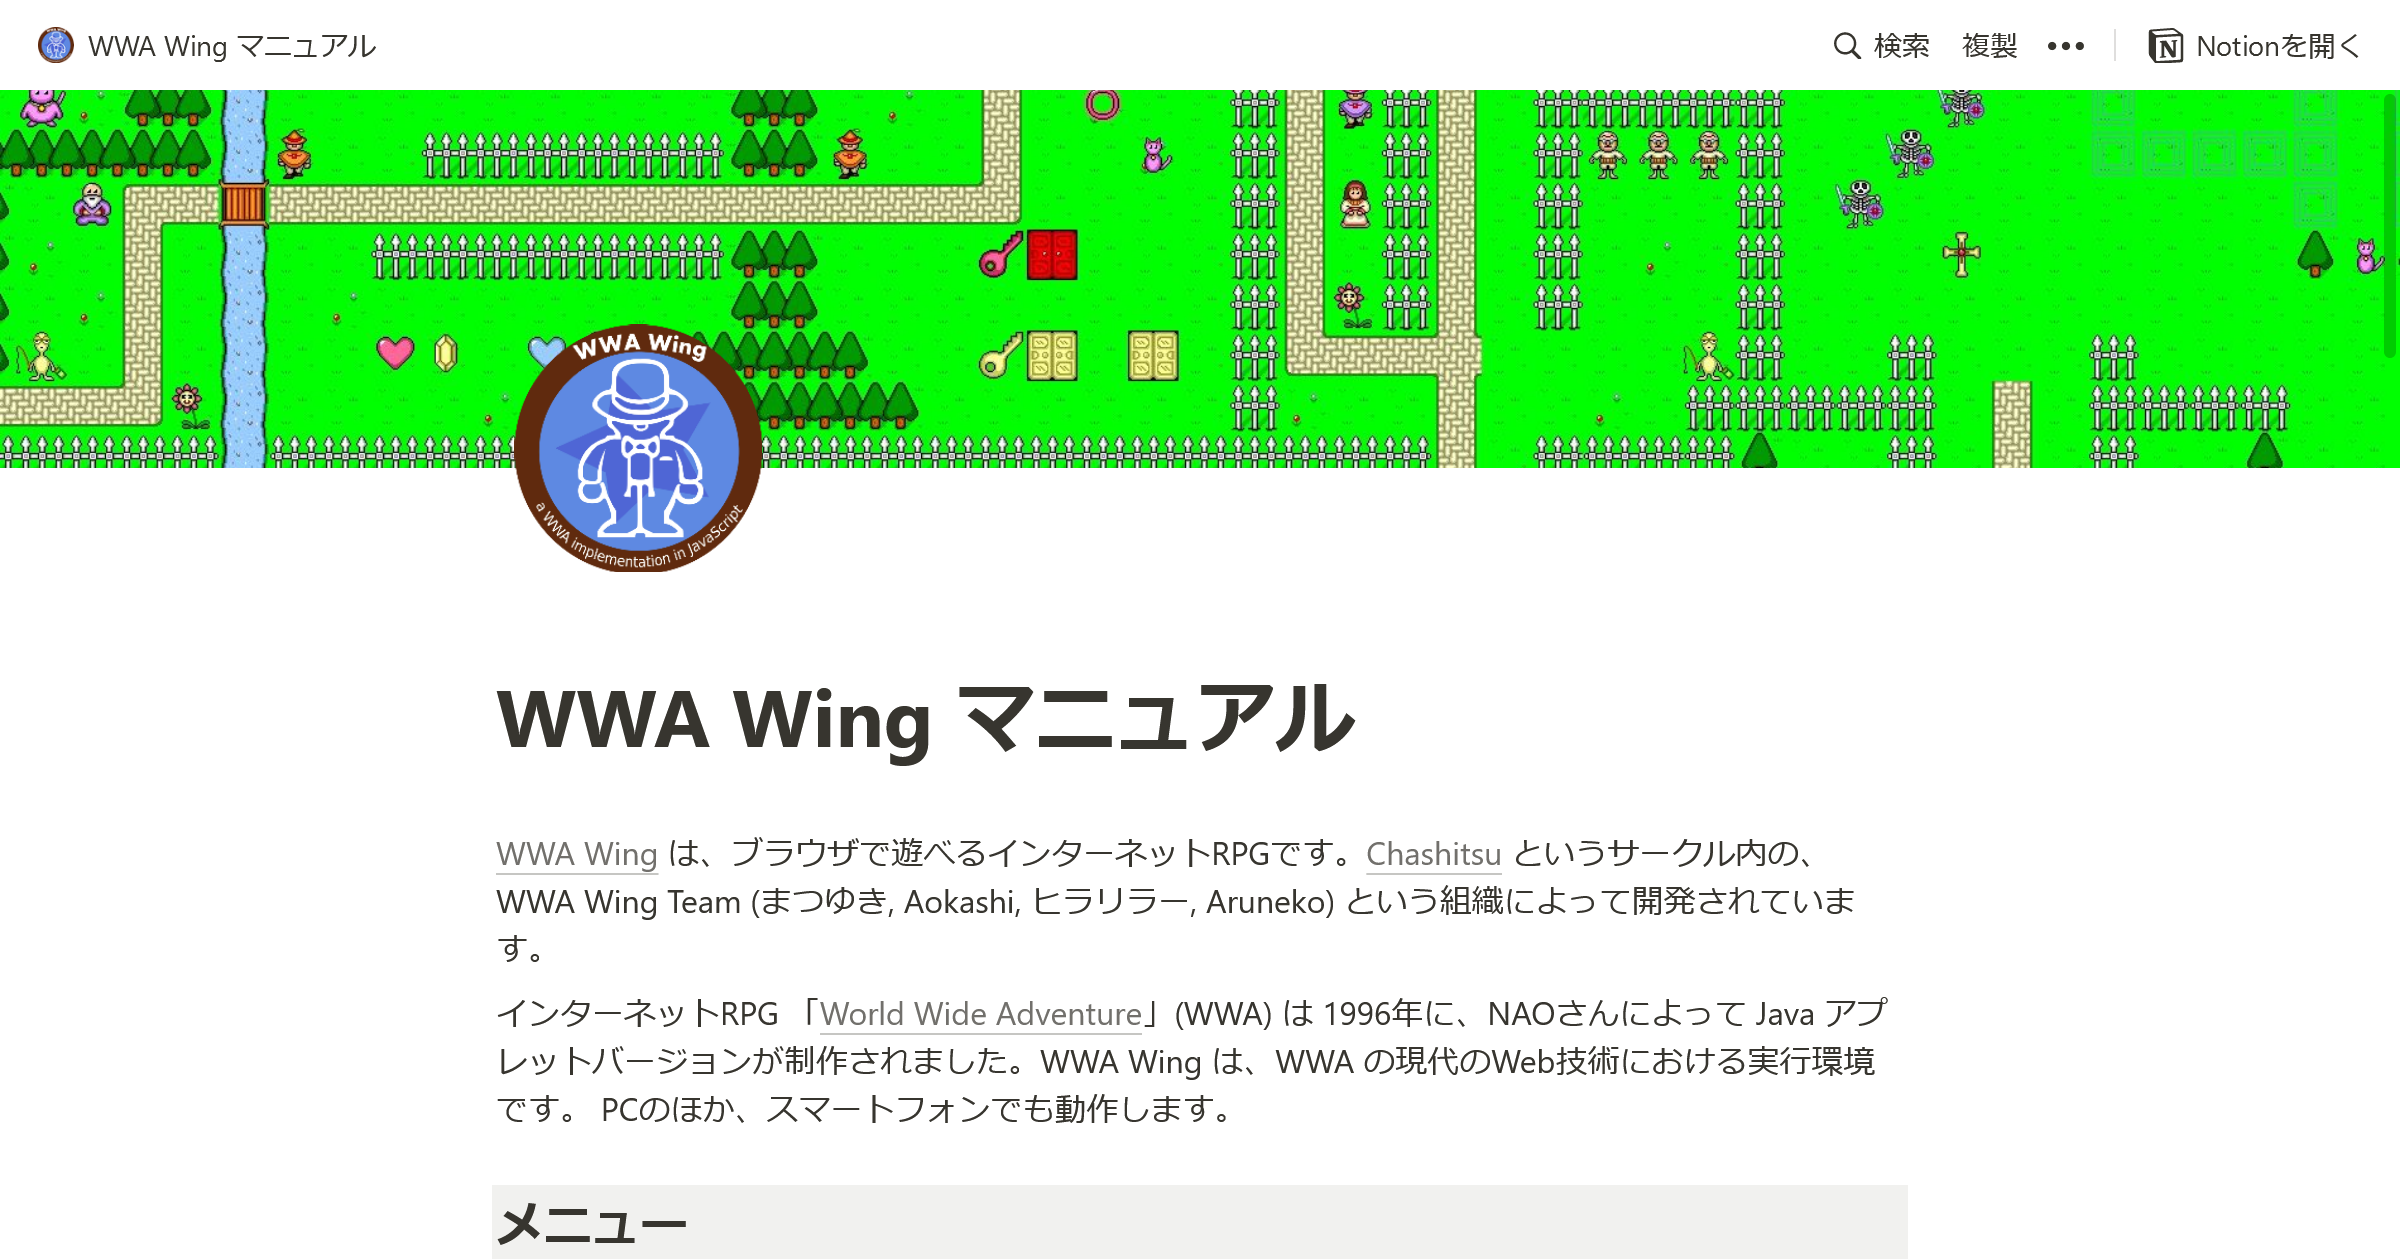 WWA Wing マニュアル
検索 複製 ••• Notionを開く
WWA Wing
a WWA implementation in JavaScript
WWA Wing マニュアル
WWA Wing は、ブラウザで遊べるインターネットRPGです。Chashitsu というサークル内の、
WWA Wing Team (まつゆき, Aokashi, ヒラリラー, Aruneko) という組織によって開発されていま
す。
インターネットRPG 「World Wide Adventure」(WWA) は 1996年に、NAOさんによって Java アプ
レットバージョンが制作されました。WWA Wing は、WWA の現代のWeb技術における実行環境
です。 PCのほか、スマートフォンでも動作します。
メニュー